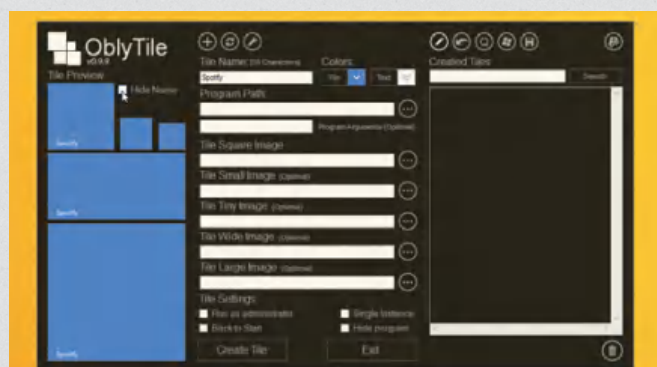 OblyTile
v0.9.9
Tile Preview
Hide Name
Spotify
Spotify
Spotify
Tile Name
Colors:
Tile
Text
Spotify
Program Path
Program Arguments (Optional)
Tile Square Image
Tile Small Image (Optional)
Tile Tiny Image (Optional)
Tile Wide Image (Optional)
Tile Large Image (Optional)
Tile Settings
Run as administrator
Single Instance
Back to Start
Hide program
Create Tile
Exit
Created Tiles
Search